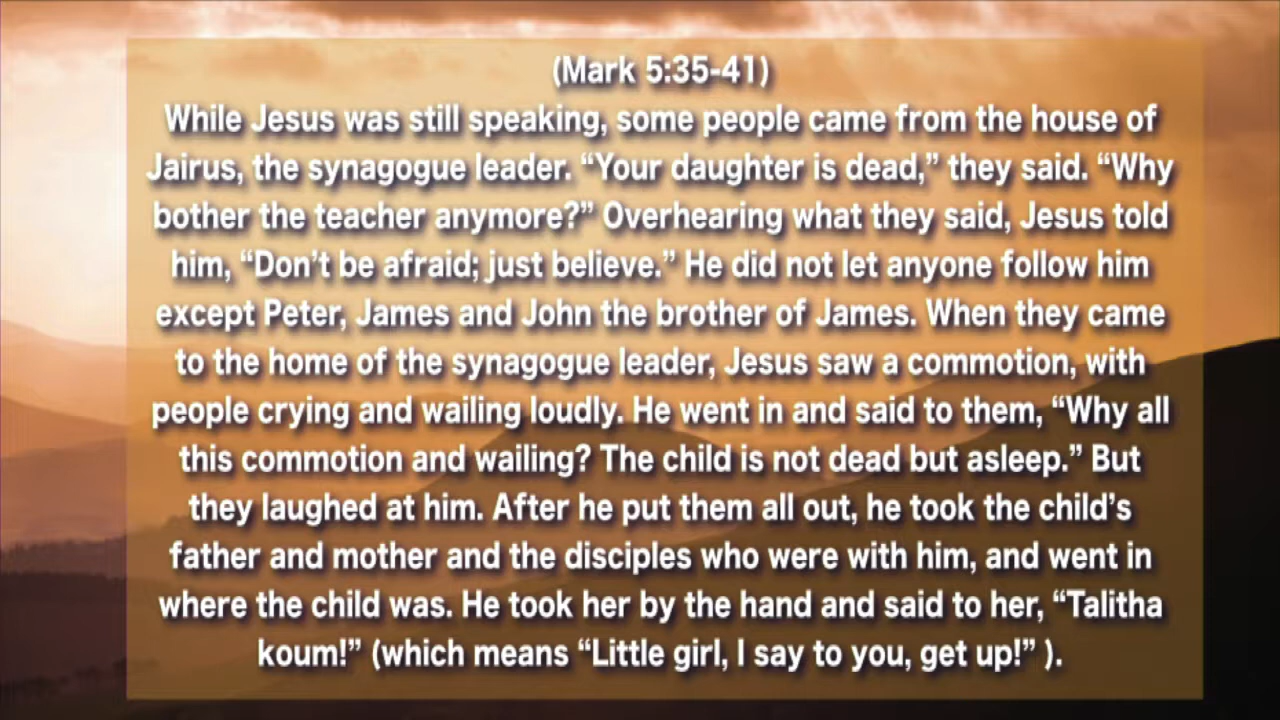 (Mark 5:35-41)
While Jesus was still speaking, some people came from the house of
Jairus, the synagogue leader. “Your daughter is dead,” they said. “Why
bother the teacher anymore?” Overhearing what they said, Jesus told
him, “Don’t be afraid; just believe.” He did not let anyone follow him
except Peter, James and John the brother of James. When they came
to the home of the synagogue leader, Jesus saw a commotion, with
people crying and wailing loudly. He went in and said to them, “Why all
this commotion and wailing? The child is not dead but asleep.” But
they laughed at him. After he put them all out, he took the child’s
father and mother and the disciples who were with him, and went in
where the child was. He took her by the hand and said to her, “Talitha
koum!” (which means “Little girl, I say to you, get up!” ).